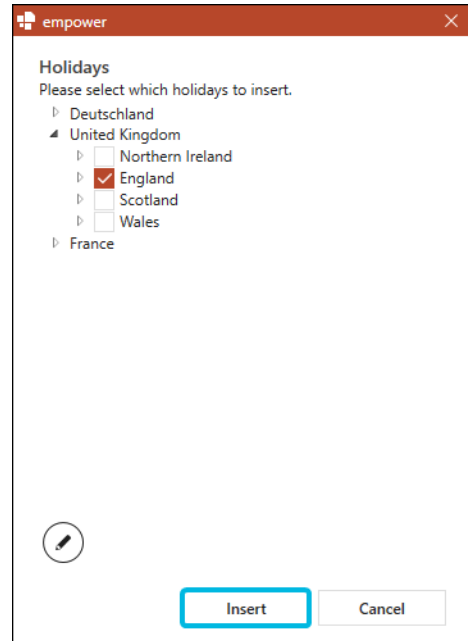 empower
Holidays
Please select which holidays to insert.
Deutschland
United Kingdom
Northern Ireland
England
Scotland
Wales
France
Insert
Cancel